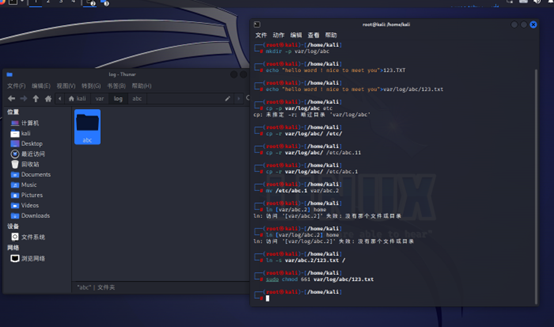 log - Thunar
文件(F) 编辑(E) 视图(V) 转到(G) 书签(B) 帮助(H)
kali var log abc
位置
计算机
kali
Desktop
最近访问
回收站
Documents
Music
Pictures
Videos
Downloads
设备
文件系统
网络
浏览网络
abc
"abc" | 文件夹
root@kali: /home/kali
文件 动作 编辑 查看 帮助
(root㉿kali)-[/home/kali]
mkdir -p var/log/abc
(root㉿kali)-[/home/kali]
echo "hello word ! nice to meet you">123.TXT
(root㉿kali)-[/home/kali]
echo "hello word ! nice to meet you">var/log/abc/123.txt
(root㉿kali)-[/home/kali]
cp -p var/log/abc etc
cp: 未指定 -r; 略过目录 'var/log/abc'
(root㉿kali)-[/home/kali]
cp -r var/log/abc/ /etc/
(root㉿kali)-[/home/kali]
cp -r var/log/abc/ /etc/abc.11
(root㉿kali)-[/home/kali]
cp -r var/log/abc/ /etc/abc.1
(root㉿kali)-[/home/kali]
mv /etc/abc.1 var/abc.2
(root㉿kali)-[/home/kali]
ln [var/abc.2] home
ln: 访问 '[var/abc.2]' 失败: 没有那个文件或目录
(root㉿kali)-[/home/kali]
ln [var/log/abc.2] home
ln: 访问 '[var/log/abc.2]' 失败: 没有那个文件或目录
(root㉿kali)-[/home/kali]
ln -s var/abc.2/123.txt /
(root㉿kali)-[/home/kali]
sudo chmod 661 var/log/abc/123.txt
(root㉿kali)-[/home/kali]